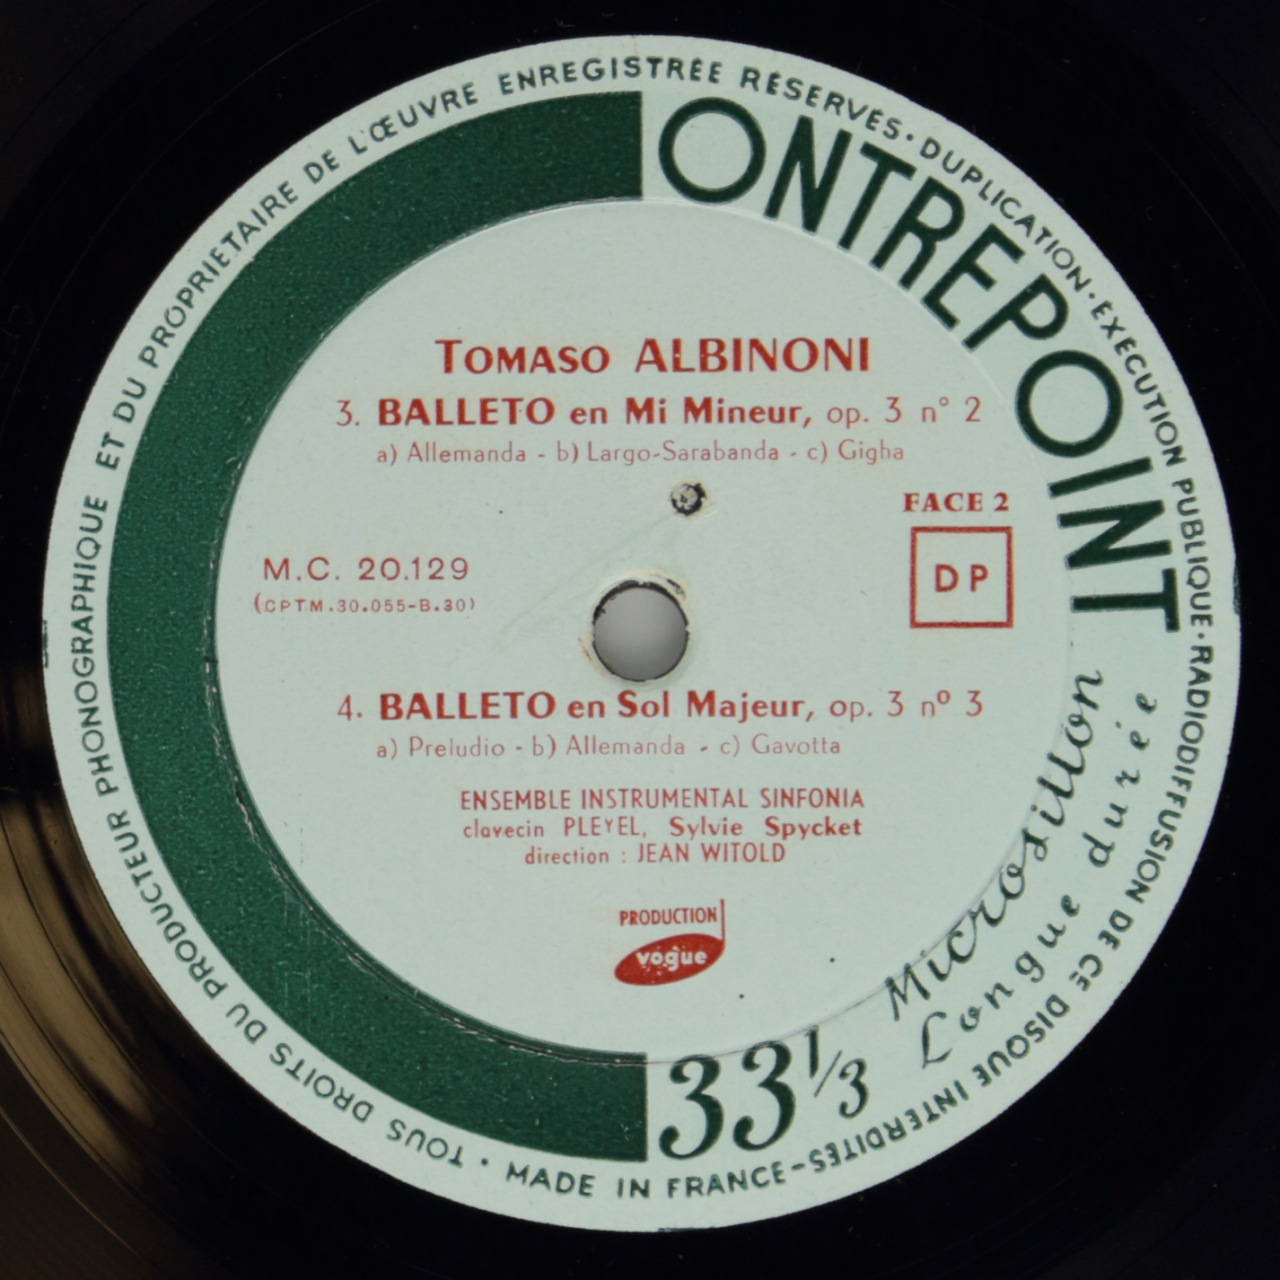 TOUS DROITS DU PRODUCTEUR PHONOGRAPHIQUE ET DU PROPRIETAIRE DE L'ŒUVRE ENREGISTRÉE RÉSERVÉS · DUPLICATION · EXECUTION PUBLIQUE · RADIODIFFUSION DE CE DISQUE INTERDITES – MADE IN FRANCE ·
ONTREPOINT
TOMASO ALBINONI
3. BALLETO en Mi Mineur, op. 3 n° 2
a) Allemanda - b) Largo-Sarabanda - c) Gigha
FACE 2
M.C. 20.129
(CPTM.30.055-B.30)
DP
4. BALLETO en Sol Majeur, op. 3 nº 3
a) Preludio - b) Allemanda - c) Gavotta
ENSEMBLE INSTRUMENTAL SINFONIA
clavecin PLEYEL, Sylvie Spycket
direction : JEAN WITOLD
PRODUCTION
vogue
33 1/3
Microsillon
Longue durée